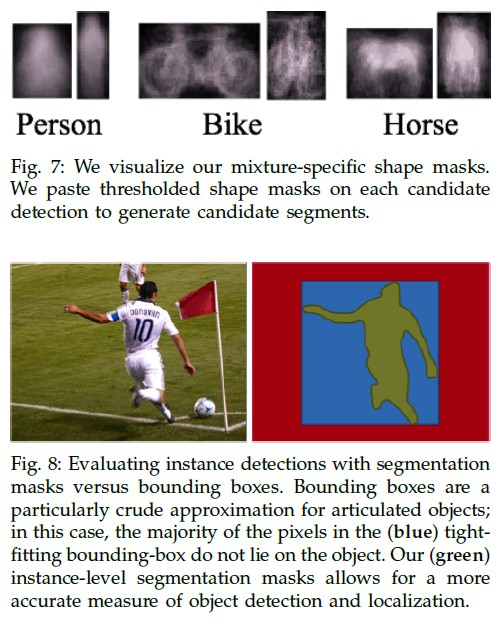 Person
Bike
Horse
Fig. 7: We visualize our mixture-specific shape masks.
We paste thresholded shape masks on each candidate
detection to generate candidate segments.
DONOVAN
10
Fig. 8: Evaluating instance detections with segmentation
masks versus bounding boxes. Bounding boxes are a
particularly crude approximation for articulated objects;
in this case, the majority of the pixels in the (blue) tight-
fitting bounding-box do not lie on the object. Our (green)
instance-level segmentation masks allows for a more
accurate measure of object detection and localization.